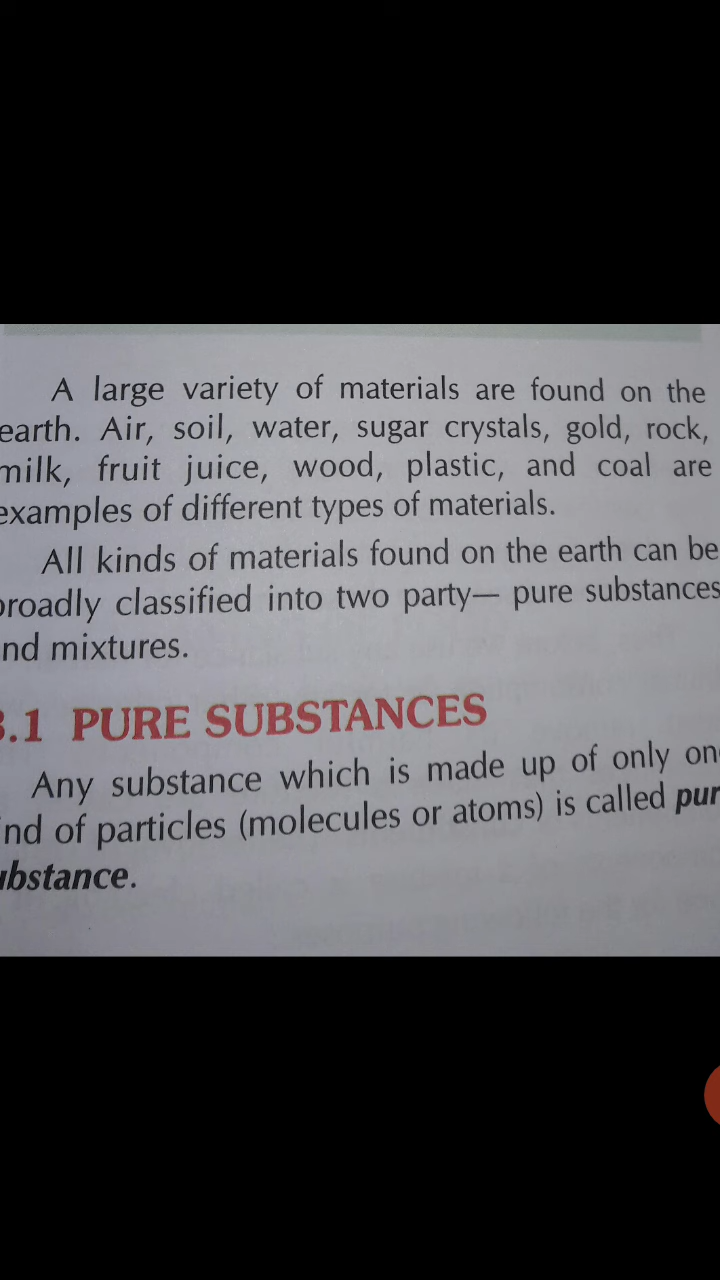 A large variety of materials are found on the
earth. Air, soil, water, sugar crystals, gold, rock,
milk, fruit juice, wood, plastic, and coal are
examples of different types of materials.
All kinds of materials found on the earth can be
broadly classified into two party— pure substances
nd mixtures.
.1 PURE SUBSTANCES
Any substance which is made up of only on
nd of particles (molecules or atoms) is called pur
ubstance.